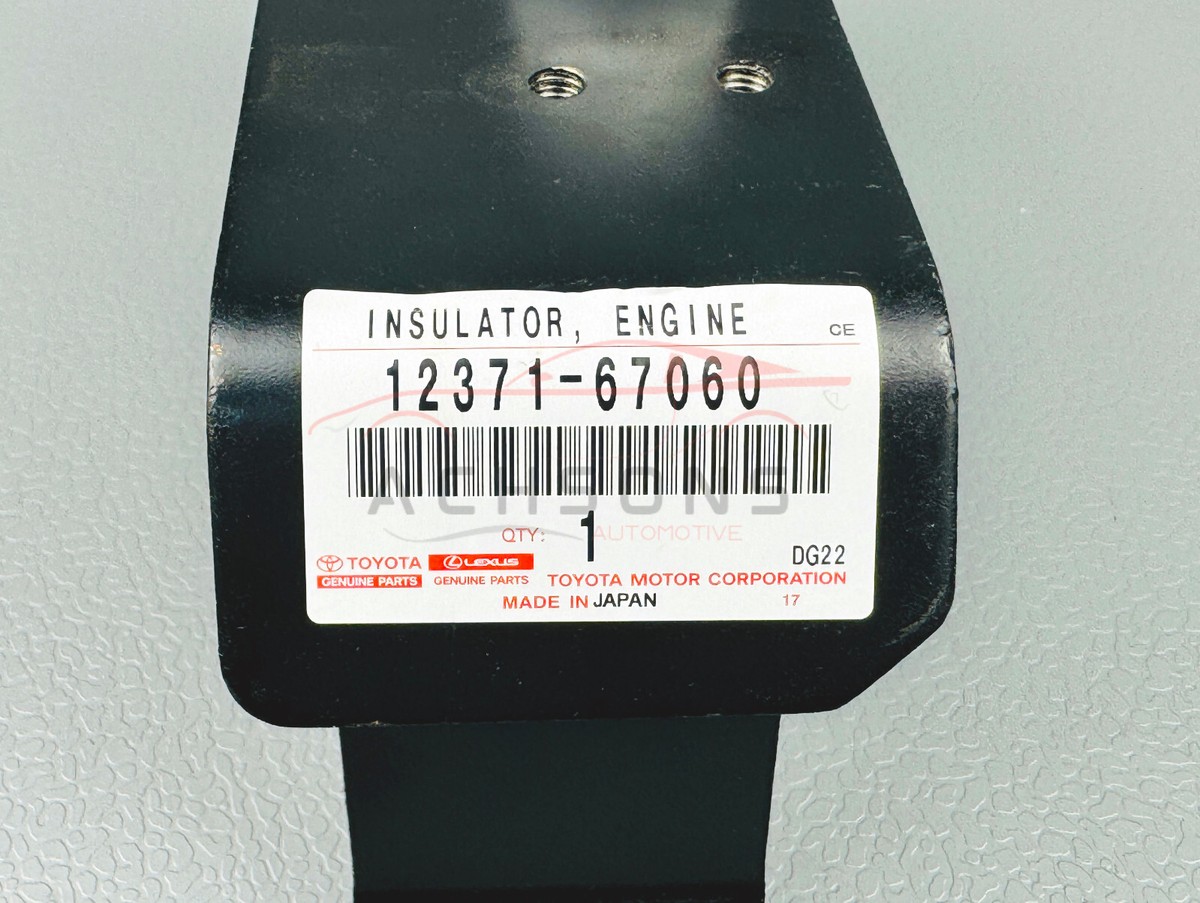 INSULATOR, ENGINE
CE
12371-67060
ACHSONS
QTY: 1
AUTOMOTIVE
DG22
TOYOTA LEXUS
GENUINE PARTS GENUINE PARTS TOYOTA MOTOR CORPORATION
MADE IN JAPAN 17